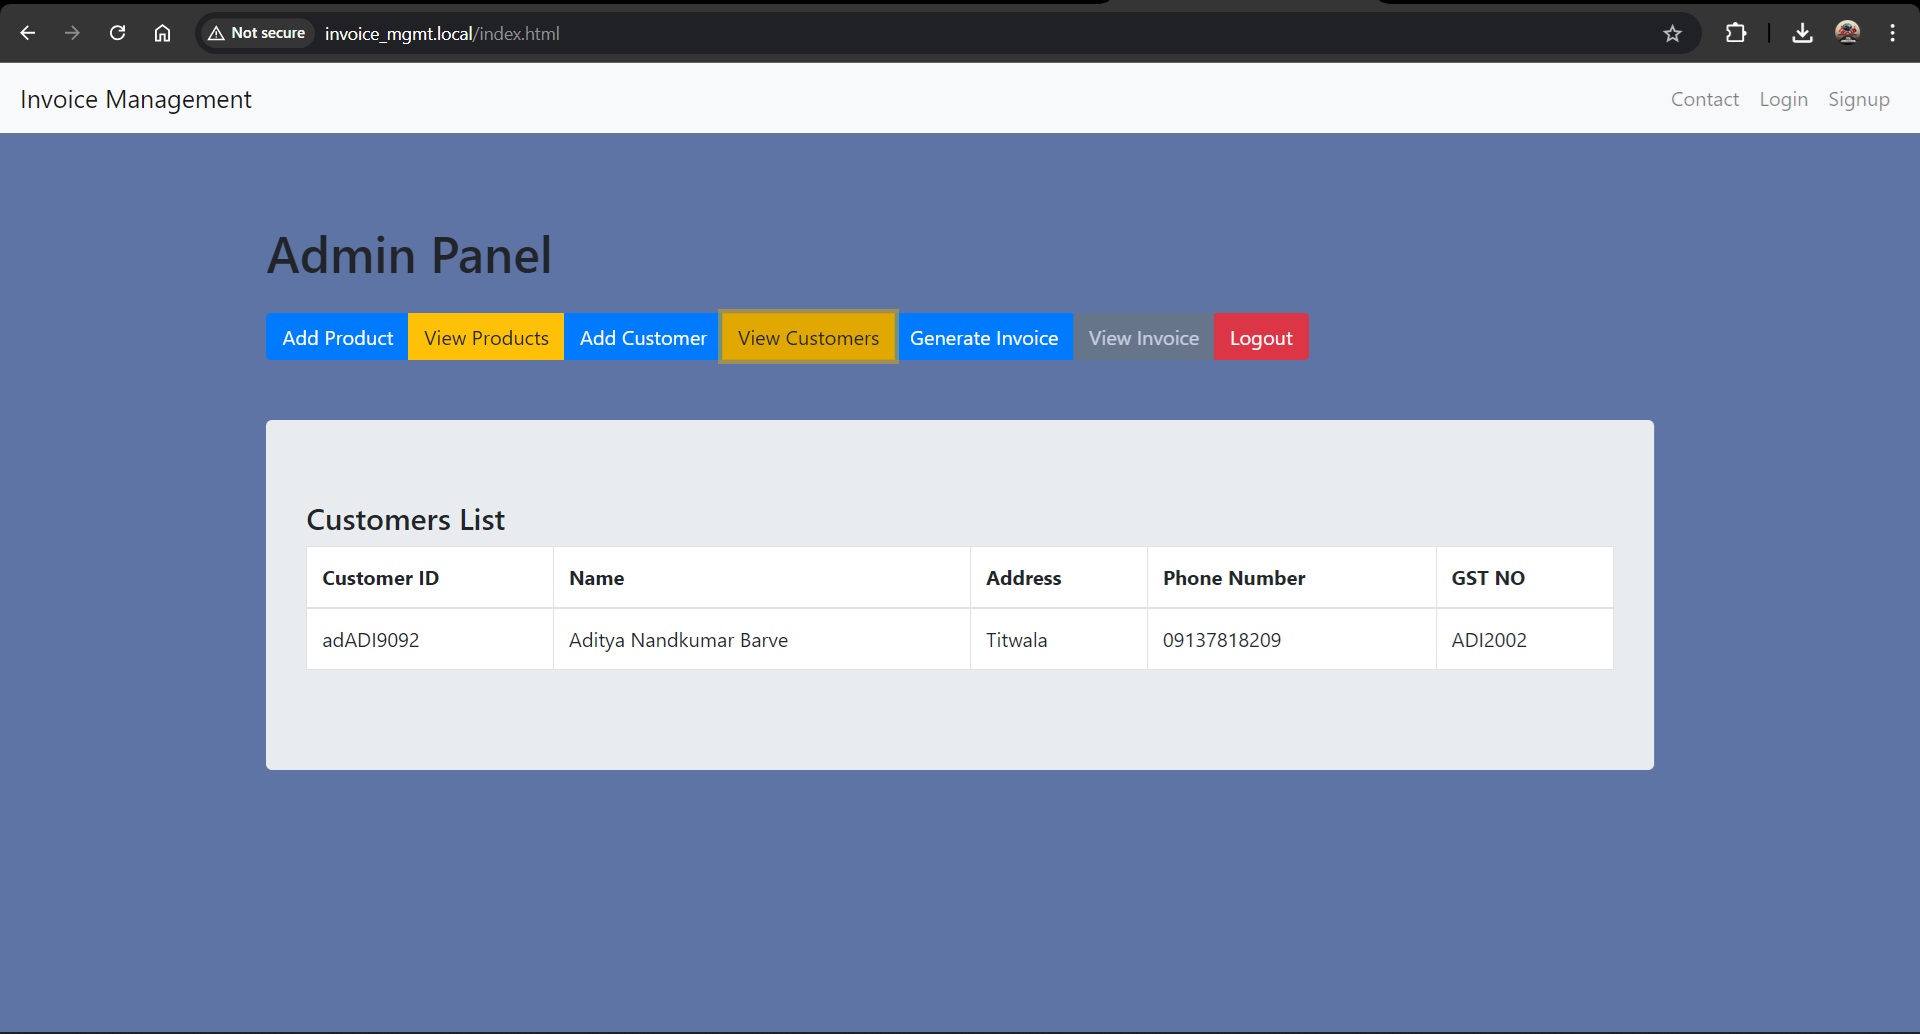 Not secure invoice_mgmt.local/index.html
Invoice Management Contact Login Signup
Admin Panel
Add Product View Products Add Customer View Customers Generate Invoice View Invoice Logout
Customers List
Customer ID Name Address Phone Number GST NO
adADI9092 Aditya Nandkumar Barve Titwala 09137818209 ADI2002